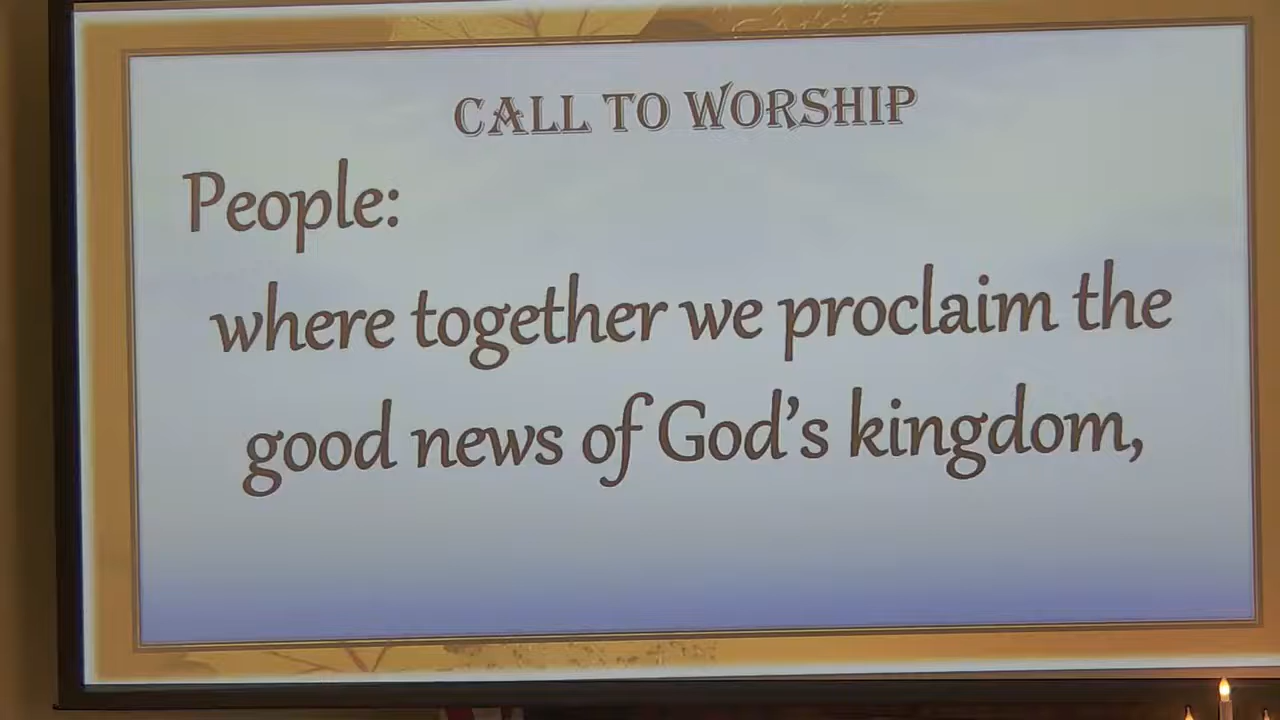 CALL TO WORSHIP
People:
where together we proclaim the
good news of God's kingdom,